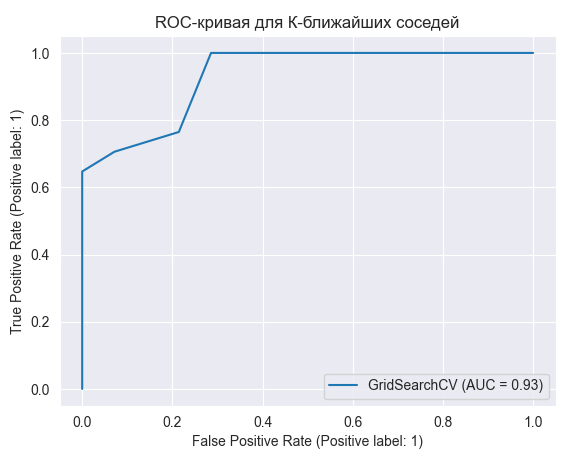 ROC-кривая для К-ближайших соседей
1.0
0.8
0.6
0.4
0.2
0.0
True Positive Rate (Positive label: 1)
GridSearchCV (AUC = 0.93)
0.0 0.2 0.4 0.6 0.8 1.0
False Positive Rate (Positive label: 1)